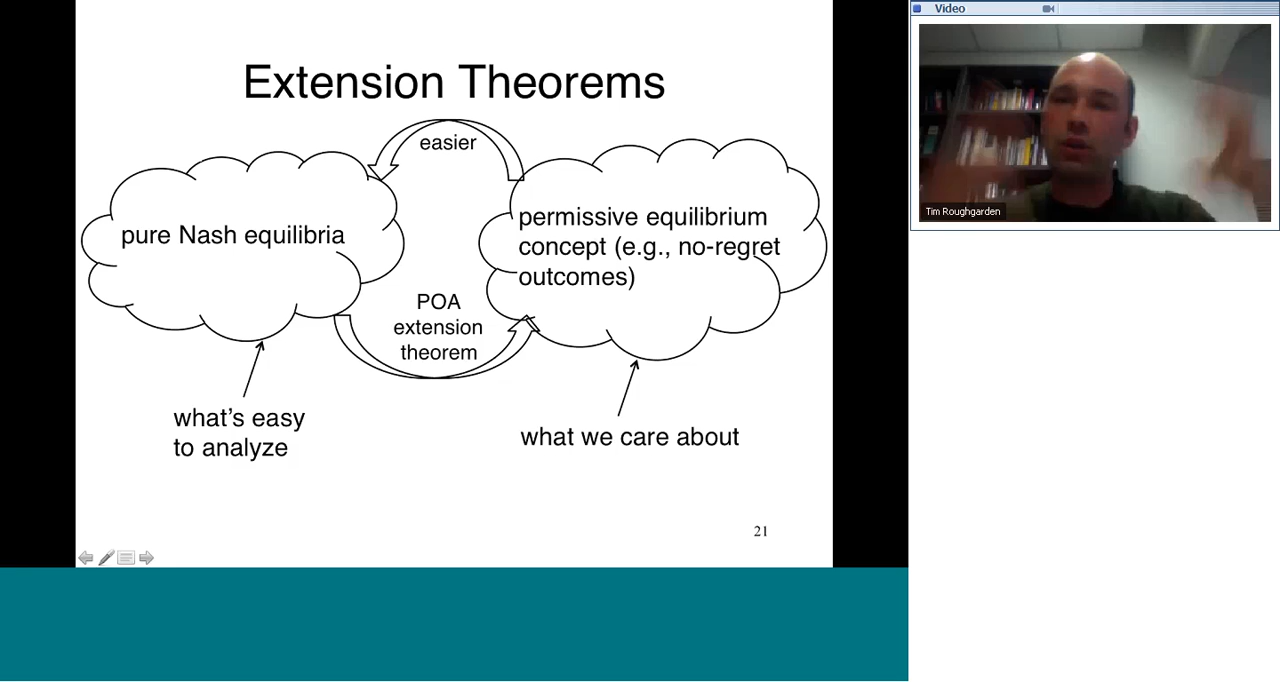 Extension Theorems
easier
pure Nash equilibria
permissive equilibrium
concept (e.g., no-regret
outcomes)
POA
extension
theorem
what's easy
to analyze
what we care about
21
Video
Tim Roughgarden